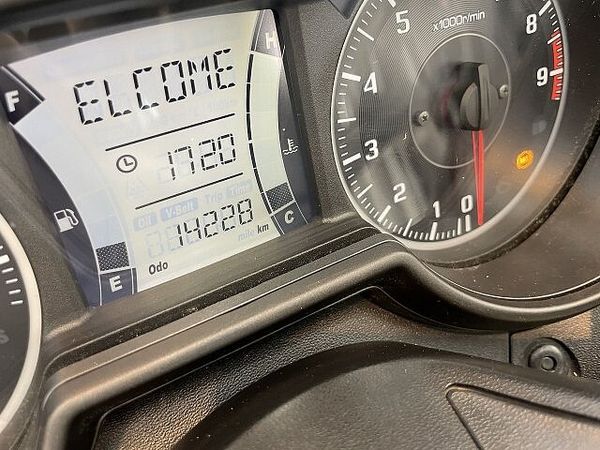 ELCOME
F
H
1720
Oil V-Belt Trip Time
14228
mile km
Odo
E
C
5
x1000r/min
8
4
9
3
2
1
0